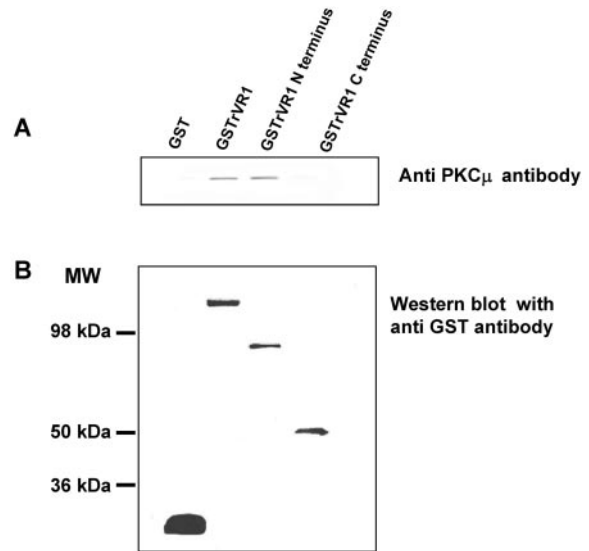 A
GST
GSTrVR1
GSTrVR1 N terminus
GSTrVR1 C terminus
Anti PKCμ antibody
B
MW
98 kDa
50 kDa
36 kDa
Western blot with
anti GST antibody